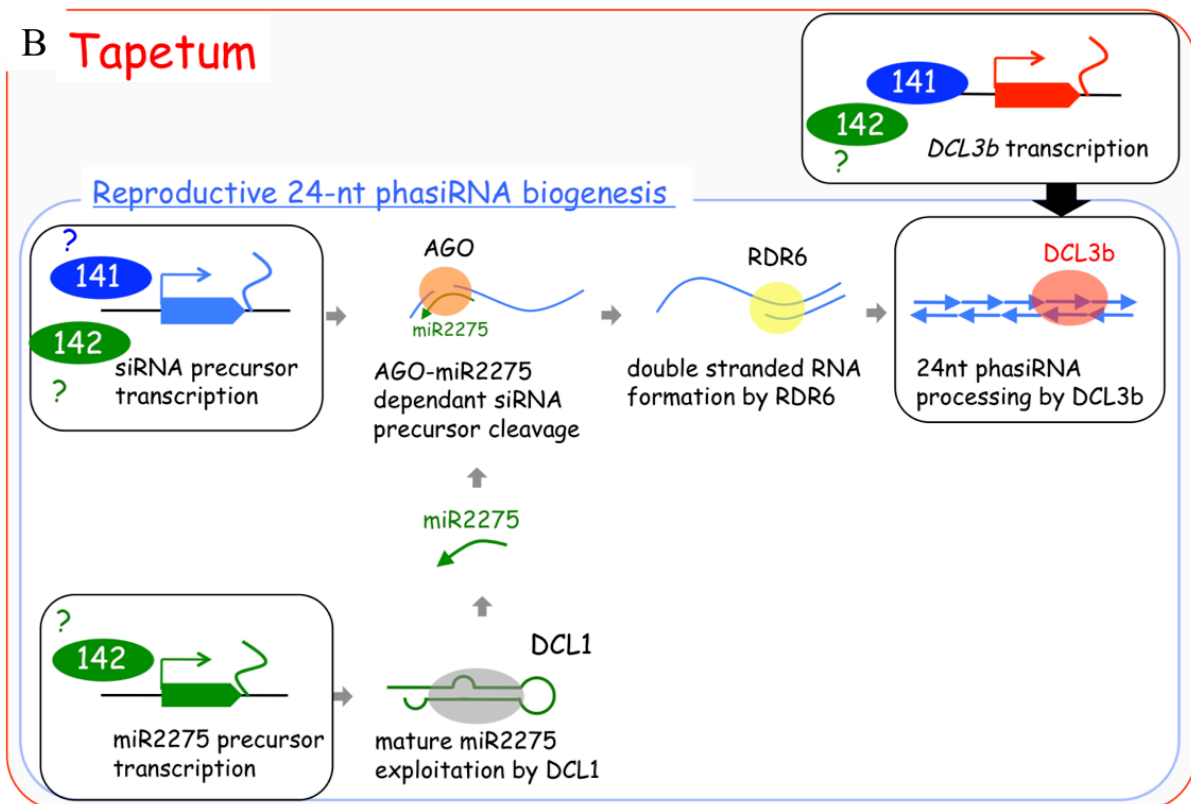 B Tapetum
141
142
?
DCL3b transcription
Reproductive 24-nt phasiRNA biogenesis
?
141
142
?
siRNA precursor
transcription
AGO
miR2275
AGO-miR2275
dependant siRNA
precursor cleavage
RDR6
double stranded RNA
formation by RDR6
DCL3b
24nt phasiRNA
processing by DCL3b
miR2275
?
142
miR2275 precursor
transcription
DCL1
mature miR2275
exploitation by DCL1